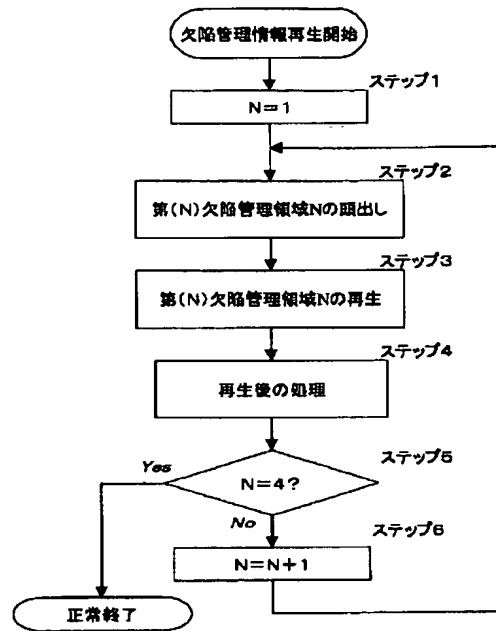 欠陥管理情報再生開始
ステップ1
N=1
ステップ2
第(N)欠陥管理領域Nの頭出し
ステップ3
第(N)欠陥管理領域Nの再生
ステップ4
再生後の処理
ステップ5
Yes
N=4?
No
ステップ6
N=N+1
正常終了